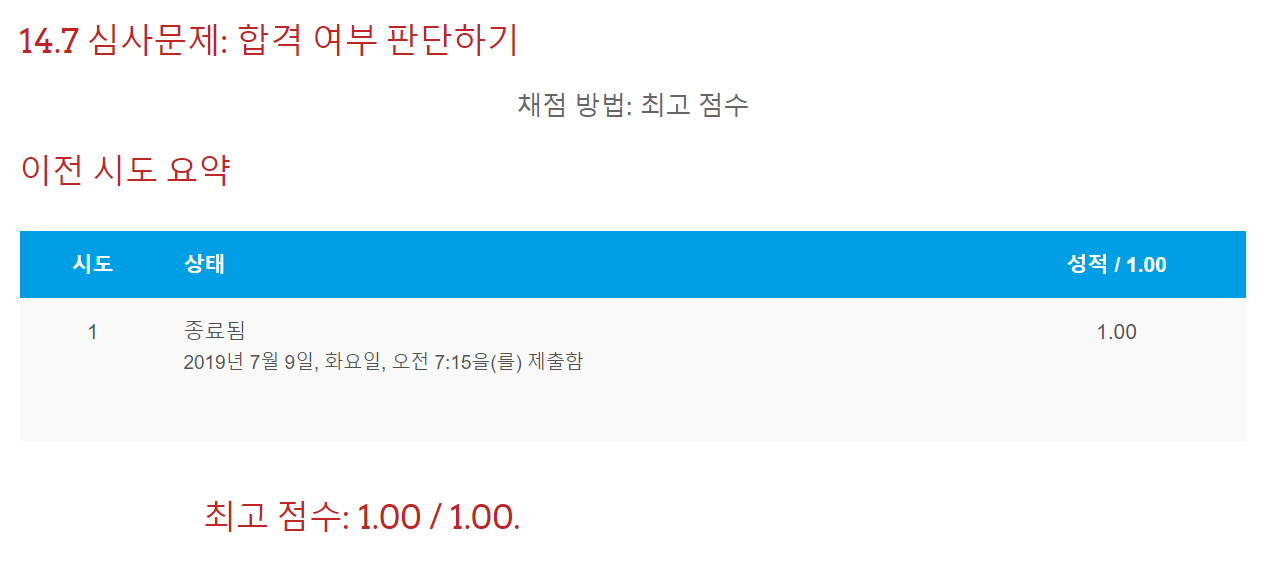 14.7 심사문제: 합격 여부 판단하기
채점 방법: 최고 점수
이전 시도 요약
시도 상태 성적 / 1.00
1 종료됨 1.00
2019년 7월 9일, 화요일, 오전 7:15을(를) 제출함
최고 점수: 1.00 / 1.00.